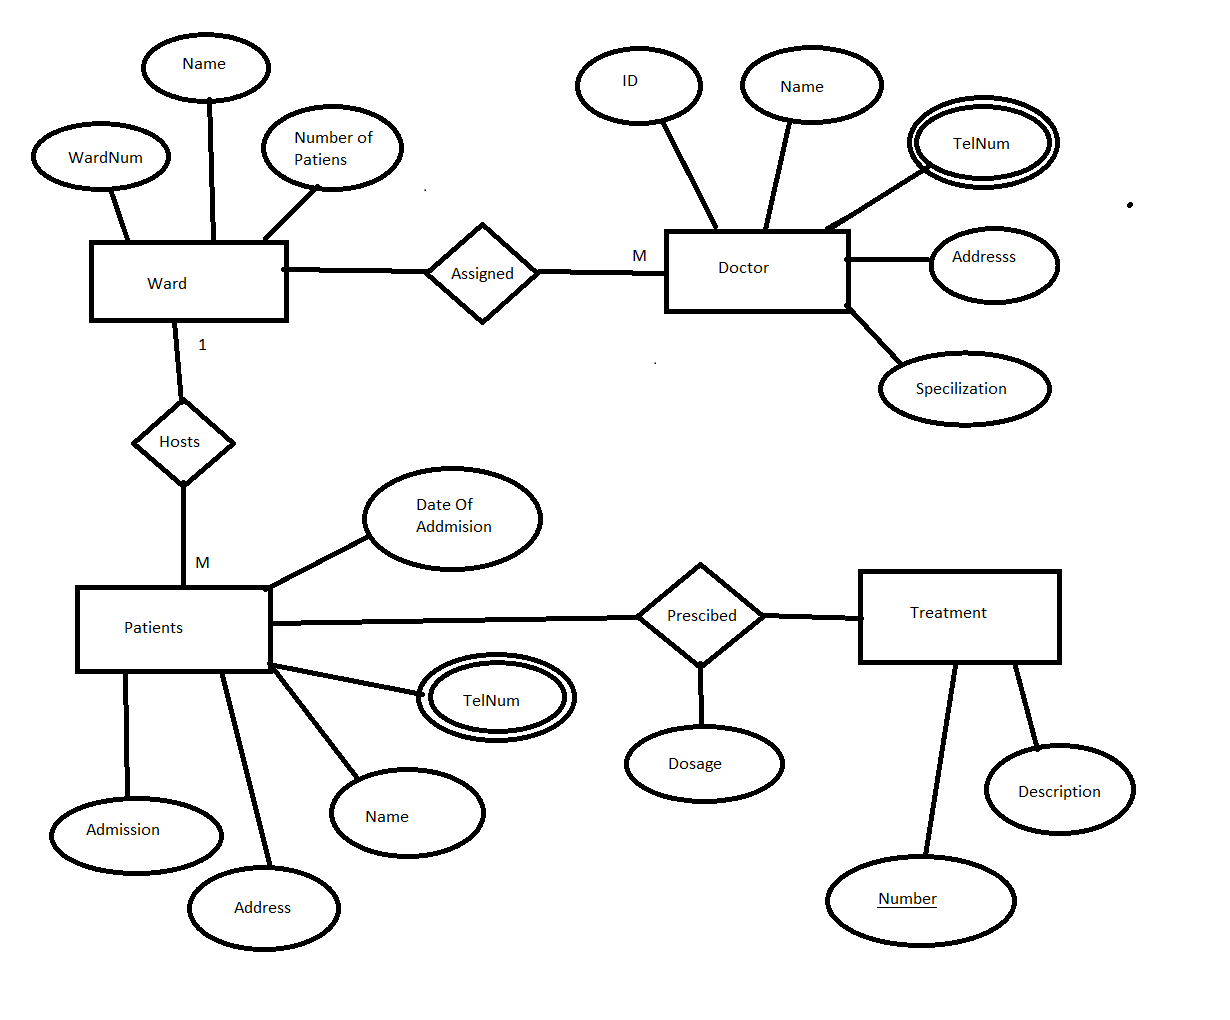 Name
WardNum
Number of
Patiens
ID
Name
TelNum
Ward
Assigned
M
Doctor
Addresss
Specilization
1
Hosts
M
Date Of
Addmision
Patients
Prescibed
Treatment
TelNum
Dosage
Description
Admission
Name
Address
Number